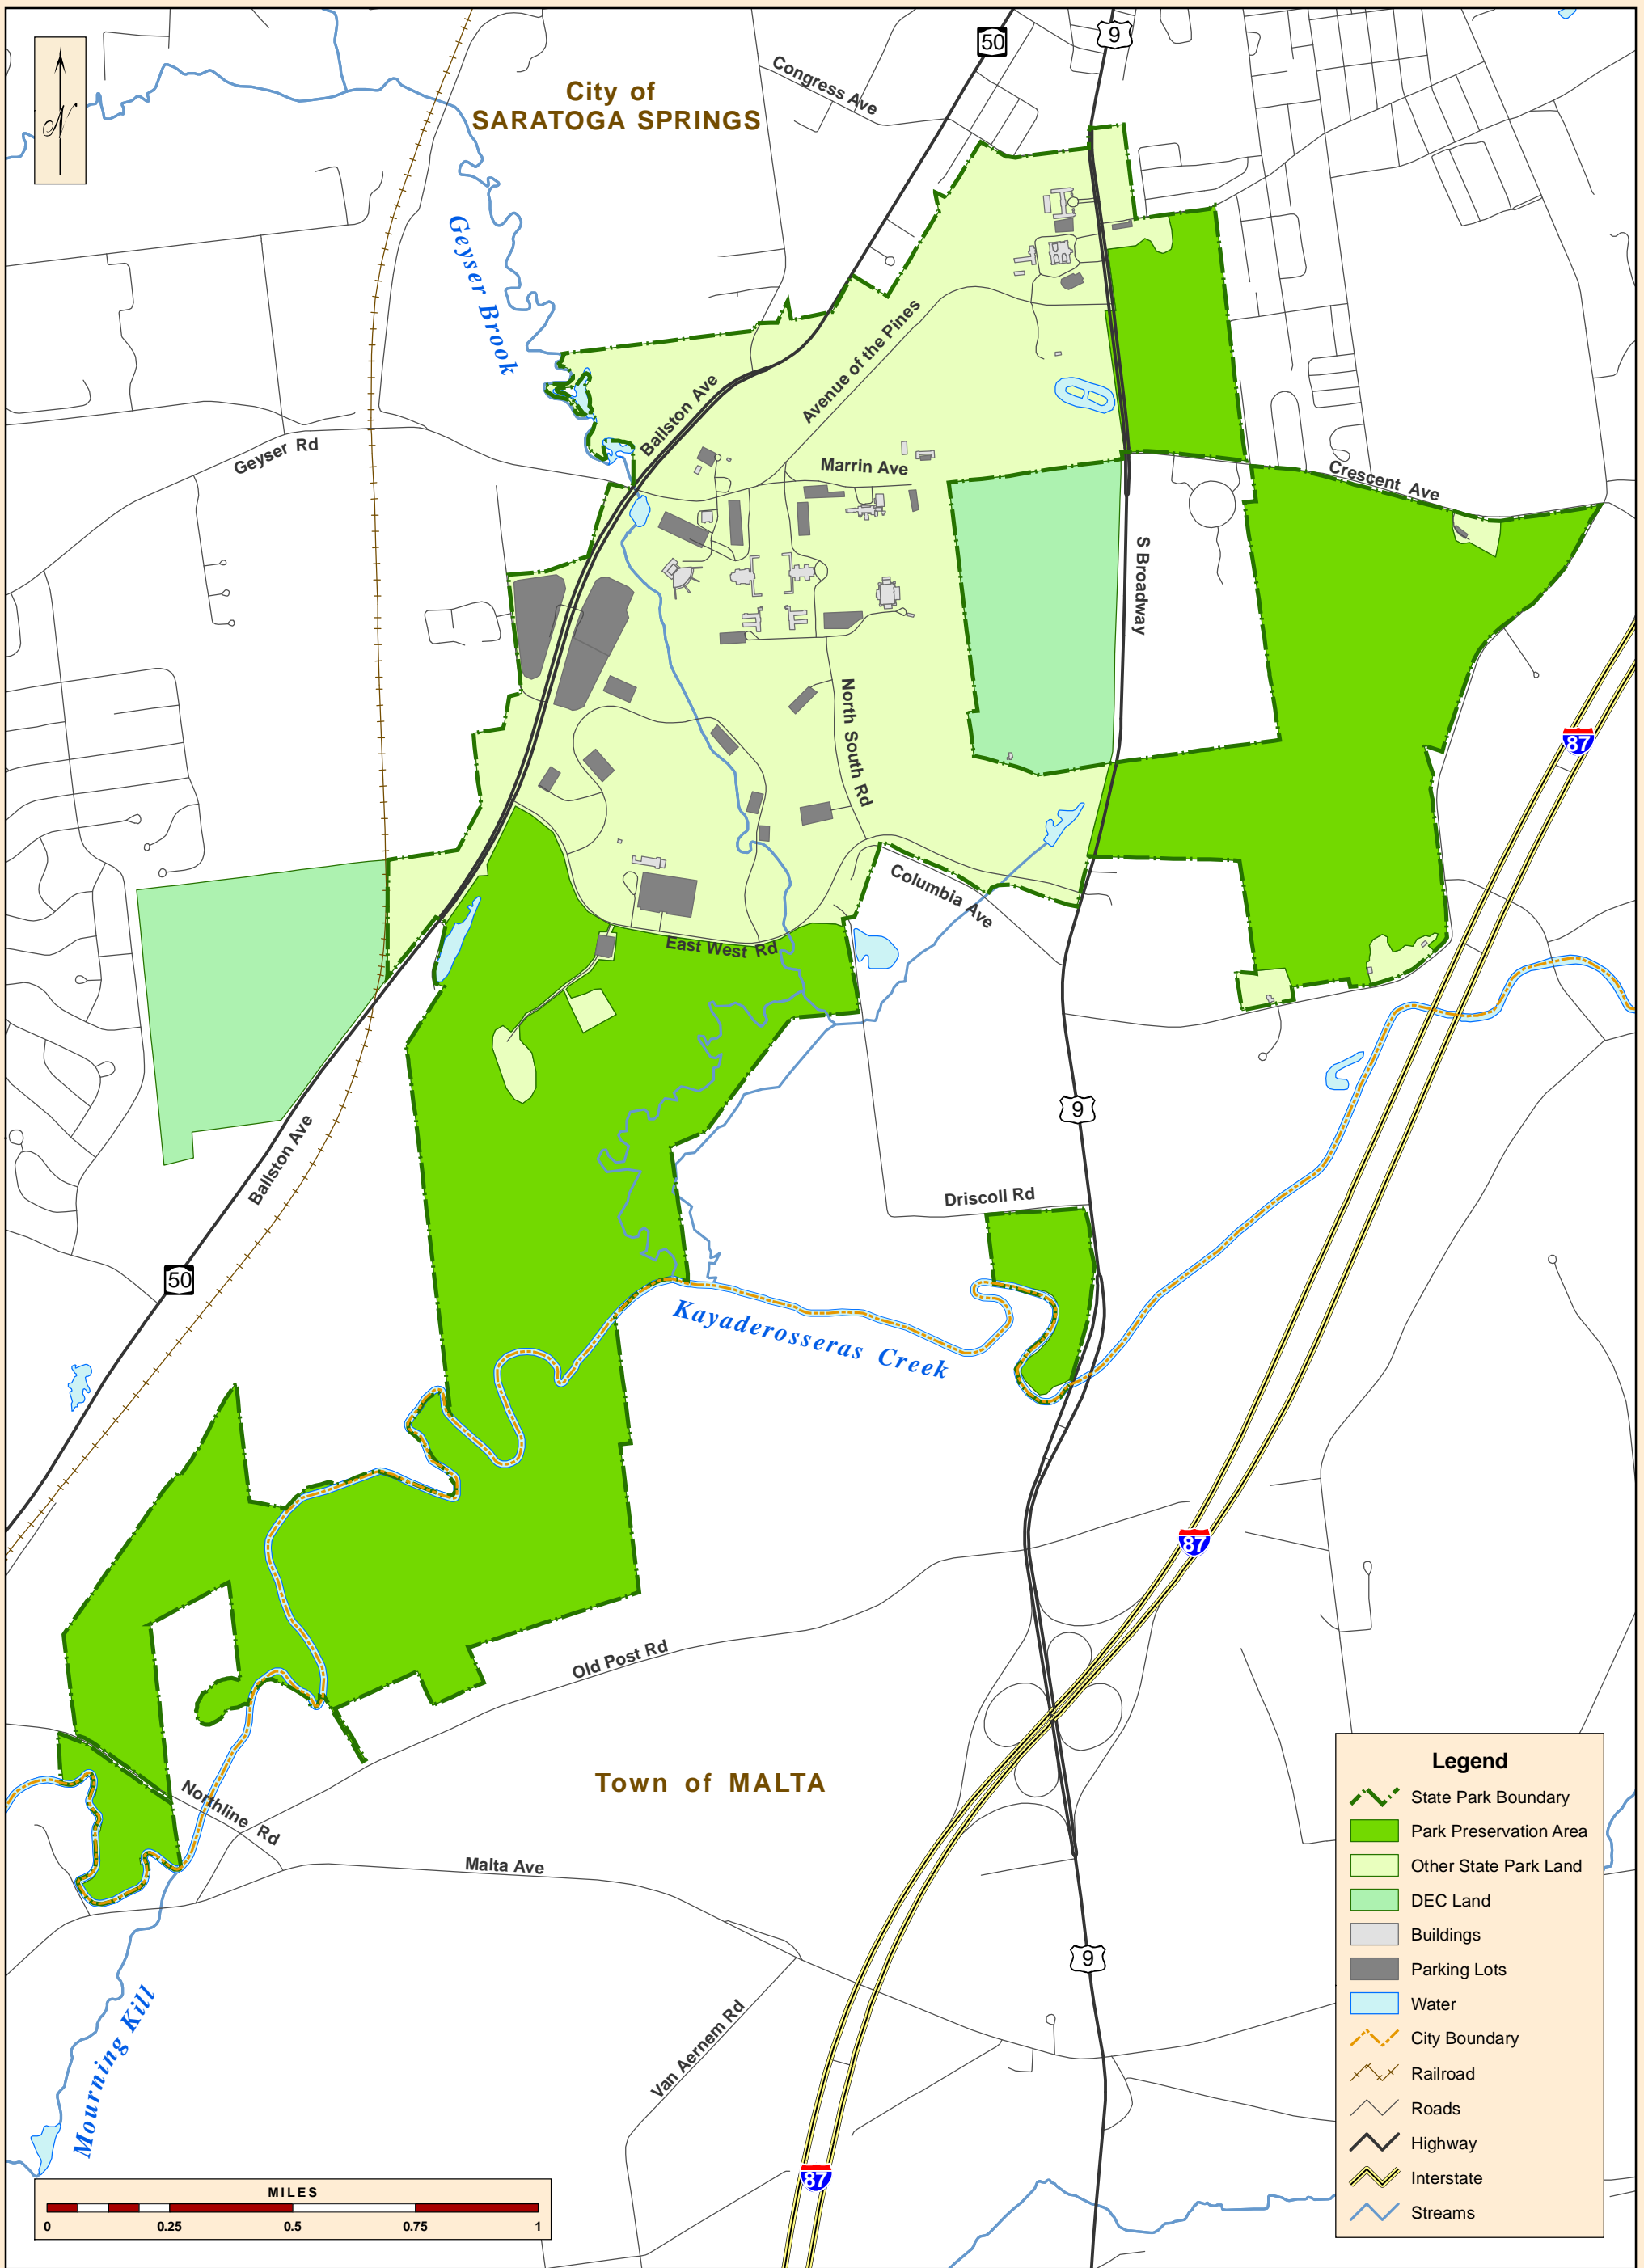 N
50
9
Congress Ave
City of
SARATOGA SPRINGS
Geyser Brook
Avenue of the Pines
Ballston Ave
Geyser Rd
Marrin Ave
Crescent Ave
S Broadway
North South Rd
87
Columbia Ave
East West Rd
9
Ballston Ave
Driscoll Rd
50
Kayaderosseras Creek
87
Old Post Rd
Town of MALTA
Northline Rd
Malta Ave
9
Van Aernem Rd
Mourning Kill
87
Legend
State Park Boundary
Park Preservation Area
Other State Park Land
DEC Land
Buildings
Parking Lots
Water
City Boundary
Railroad
Roads
Highway
Interstate
Streams
MILES
0 0.25 0.5 0.75 1